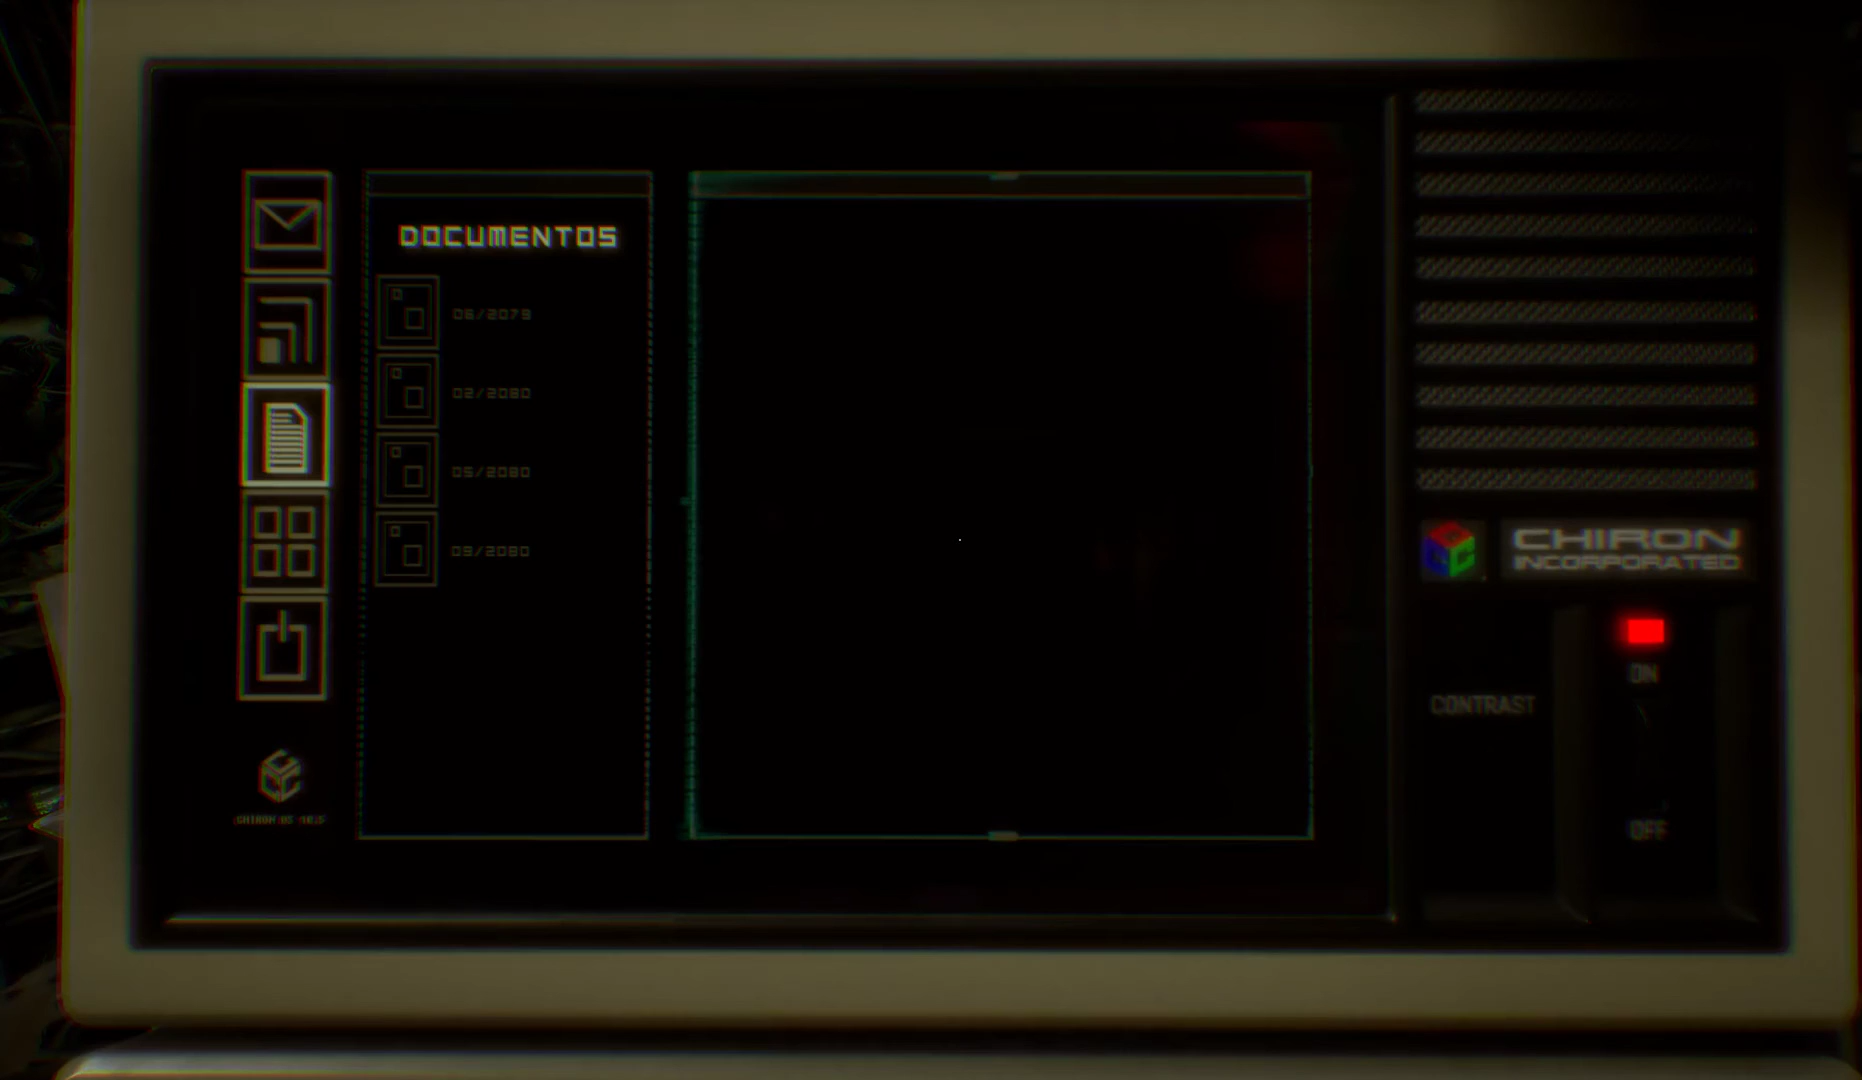 DOCUMENTOS
06/2079
02/2080
05/2080
09/2080
CHIRON
INCORPORATED
ON
CONTRAST
OFF